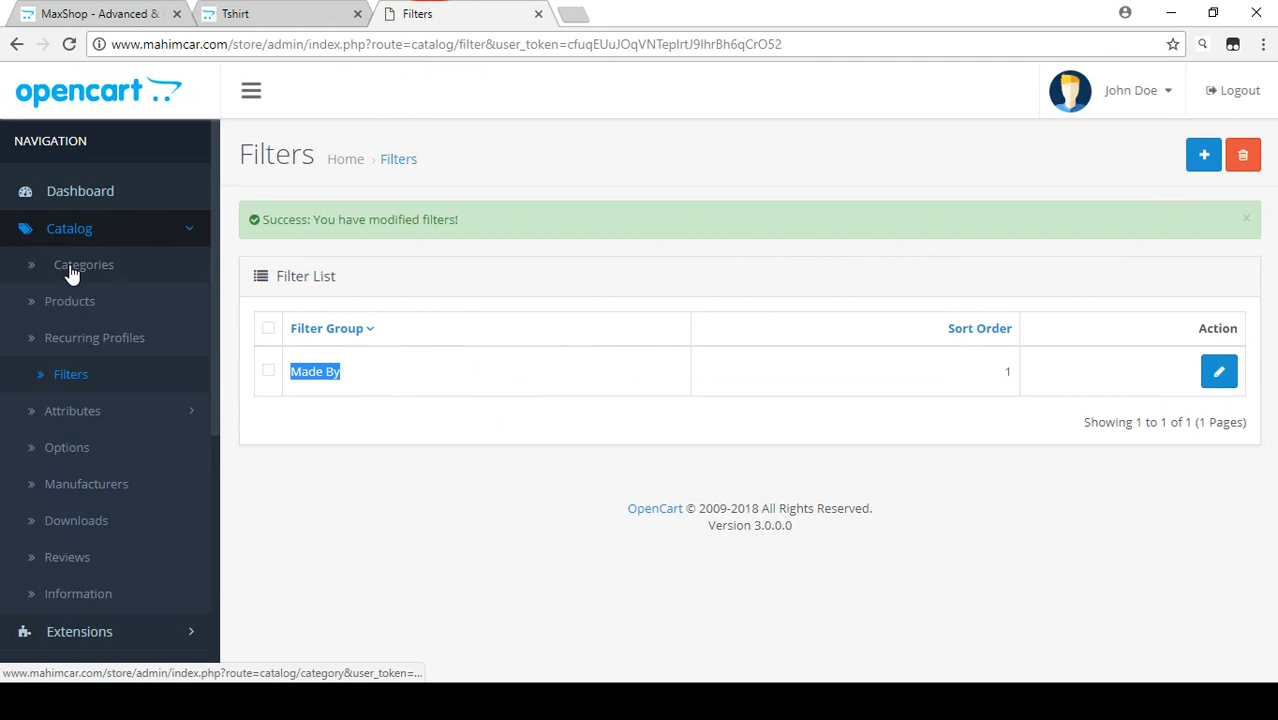 MaxShop - Advanced &
Tshirt
Filters
www.mahimcar.com/store/admin/index.php?route=catalog/filter&user_token=cfuqEUuJOqVNTepIrtJ9IhrBh6qCrO52
opencart
John Doe
Logout
NAVIGATION
Filters
Home › Filters
Dashboard
Catalog
Success: You have modified filters!
×
Categories
Filter List
Products
Filter Group
Sort Order
Action
Recurring Profiles
Filters
Made By
1
Attributes
Showing 1 to 1 of 1 (1 Pages)
Options
Manufacturers
OpenCart © 2009-2018 All Rights Reserved.
Version 3.0.0.0
Downloads
Reviews
Information
Extensions
www.mahimcar.com/store/admin/index.php?route=catalog/category&user_token=...